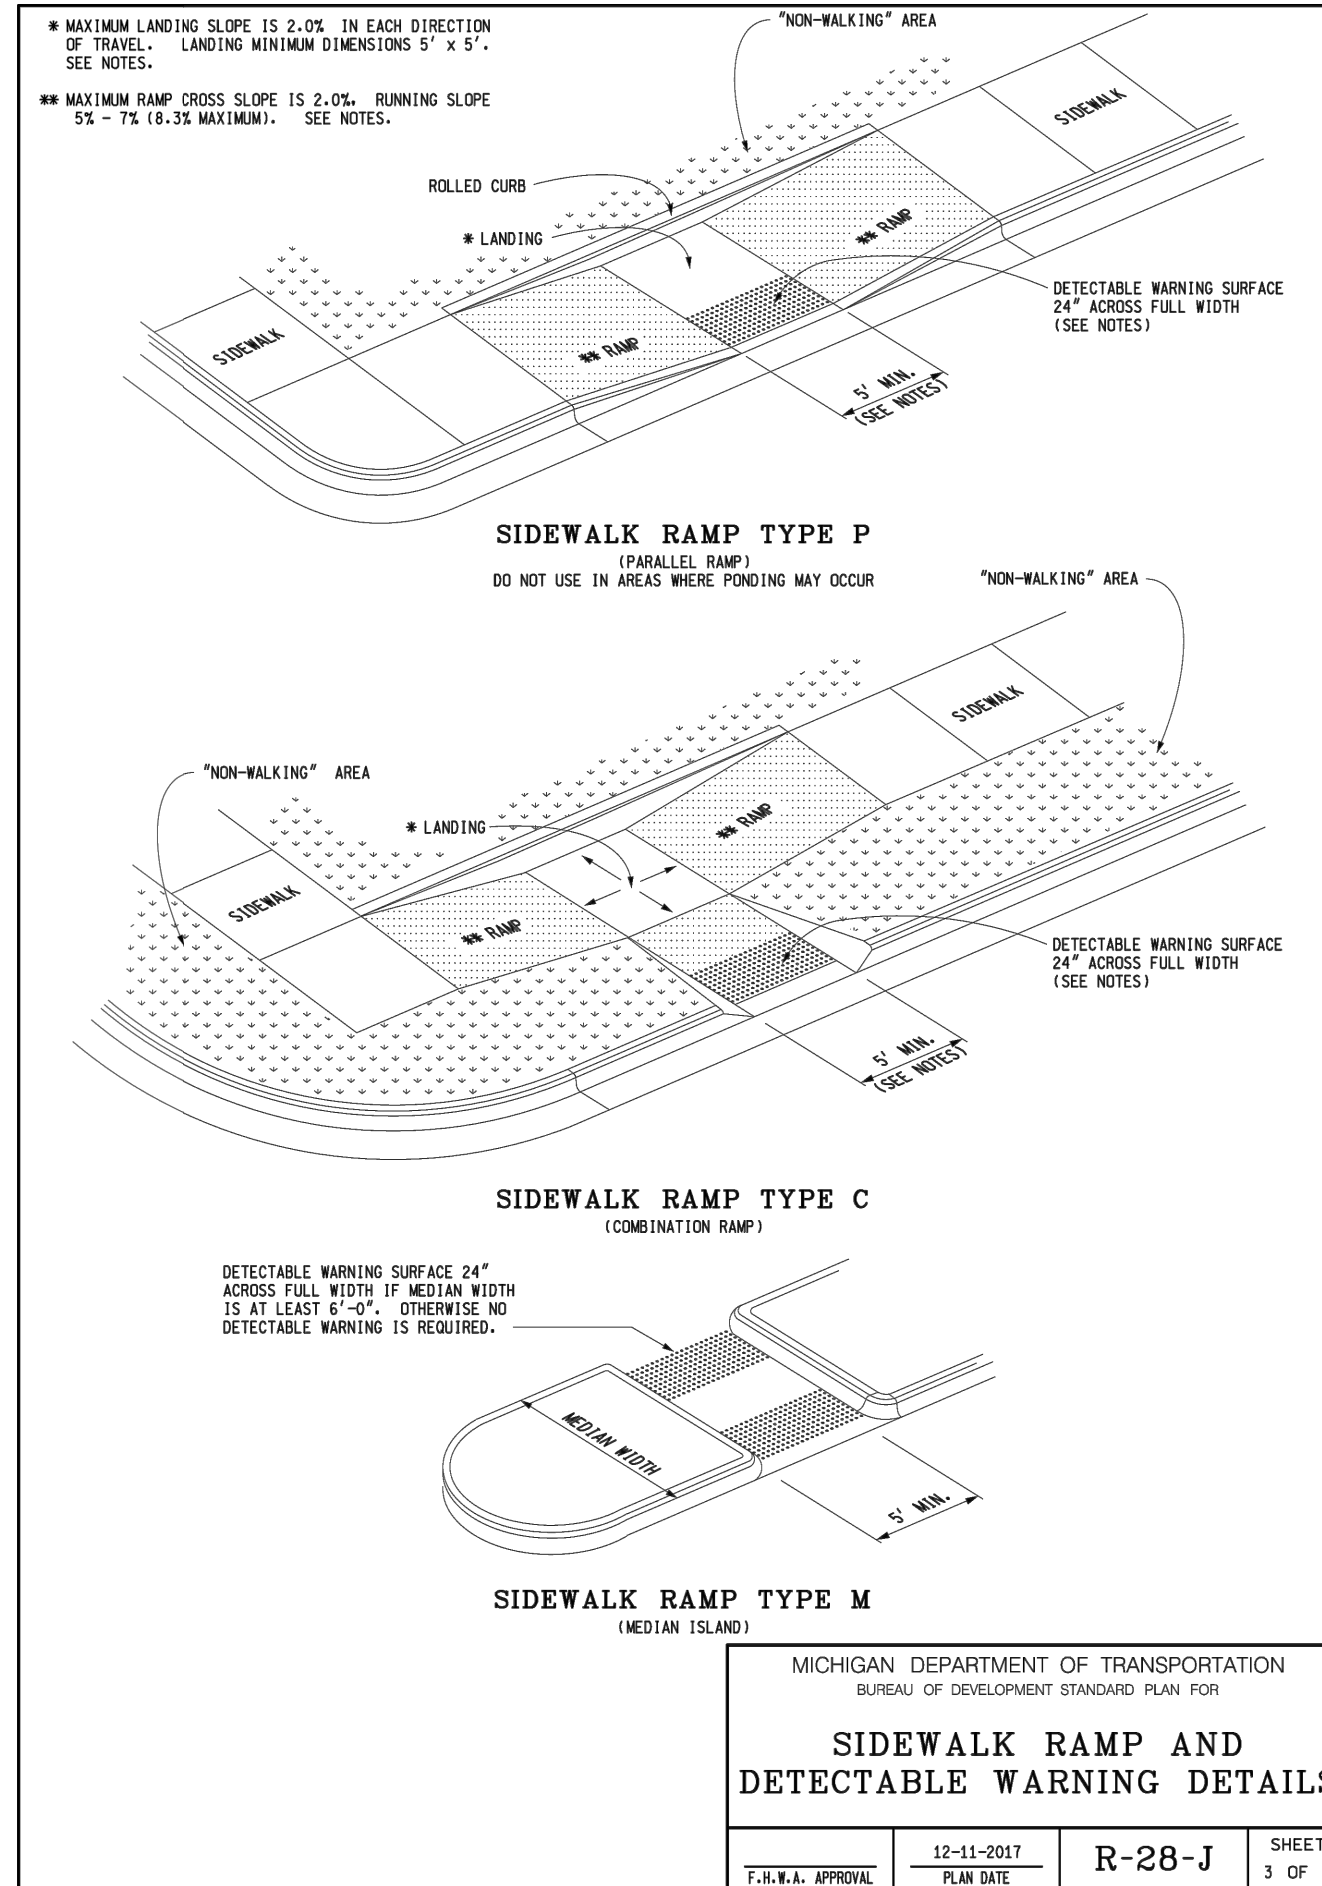 * MAXIMUM LANDING SLOPE IS 2.0% IN EACH DIRECTION
OF TRAVEL. LANDING MINIMUM DIMENSIONS 5' x 5'.
SEE NOTES.
** MAXIMUM RAMP CROSS SLOPE IS 2.0%. RUNNING SLOPE
5% - 7% (8.3% MAXIMUM). SEE NOTES.
"NON-WALKING" AREA
SIDEWALK
ROLLED CURB
* LANDING
** RAMP
DETECTABLE WARNING SURFACE
24" ACROSS FULL WIDTH
(SEE NOTES)
SIDEWALK
** RAMP
5' MIN.
(SEE NOTES)
SIDEWALK RAMP TYPE P
(PARALLEL RAMP)
DO NOT USE IN AREAS WHERE PONDING MAY OCCUR
"NON-WALKING" AREA
SIDEWALK
"NON-WALKING" AREA
* LANDING
** RAMP
SIDEWALK
** RAMP
DETECTABLE WARNING SURFACE
24" ACROSS FULL WIDTH
(SEE NOTES)
5' MIN.
(SEE NOTES)
SIDEWALK RAMP TYPE C
(COMBINATION RAMP)
DETECTABLE WARNING SURFACE 24"
ACROSS FULL WIDTH IF MEDIAN WIDTH
IS AT LEAST 6'-0". OTHERWISE NO
DETECTABLE WARNING IS REQUIRED.
MEDIAN WIDTH
5' MIN.
SIDEWALK RAMP TYPE M
(MEDIAN ISLAND)
MICHIGAN DEPARTMENT OF TRANSPORTATION
BUREAU OF DEVELOPMENT STANDARD PLAN FOR
SIDEWALK RAMP AND
DETECTABLE WARNING DETAILS
F.H.W.A. APPROVAL
12-11-2017
PLAN DATE
R-28-J
SHEET
3 OF